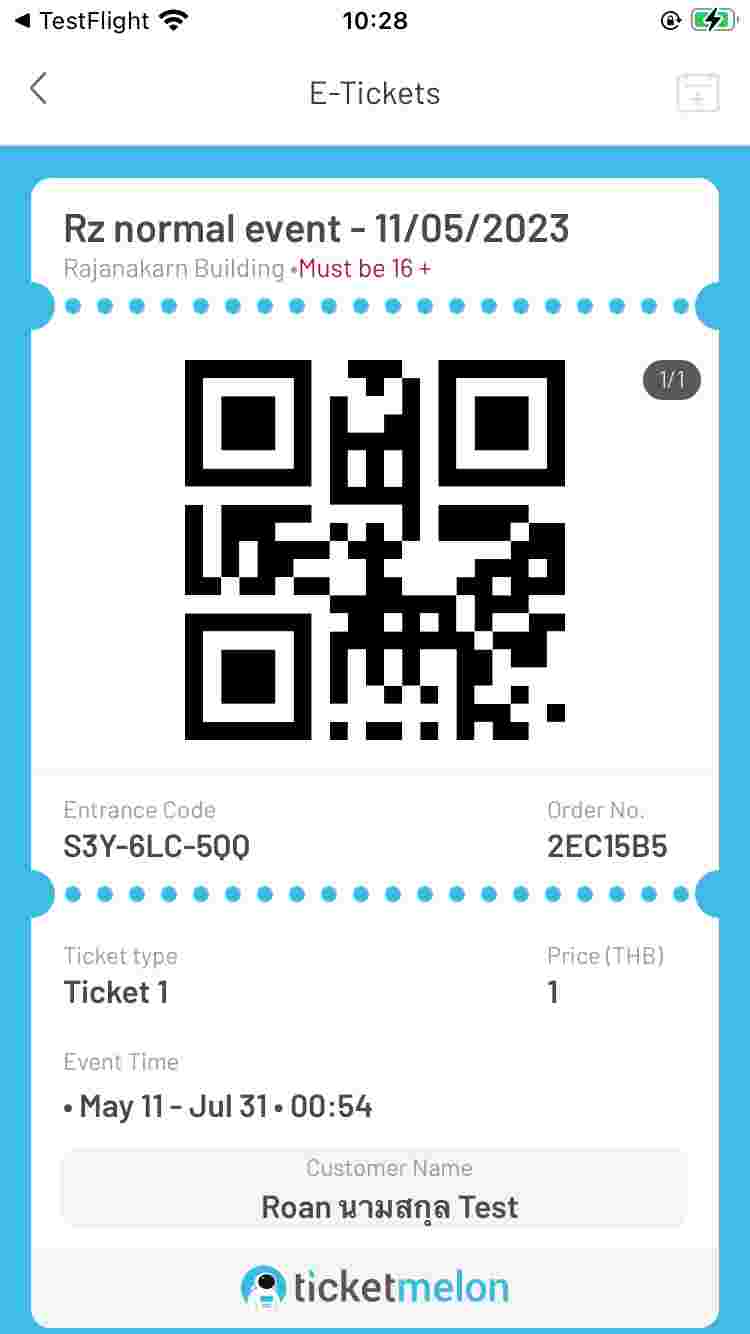 TestFlight 10:28
E-Tickets
Rz normal event - 11/05/2023
Rajanakarn Building •Must be 16 +
1/1
Entrance Code Order No.
S3Y-6LC-5QQ 2EC15B5
Ticket type Price (THB)
Ticket 1 1
Event Time
• May 11 - Jul 31 • 00:54
Customer Name
Roan นามสกุล Test
ticketmelon